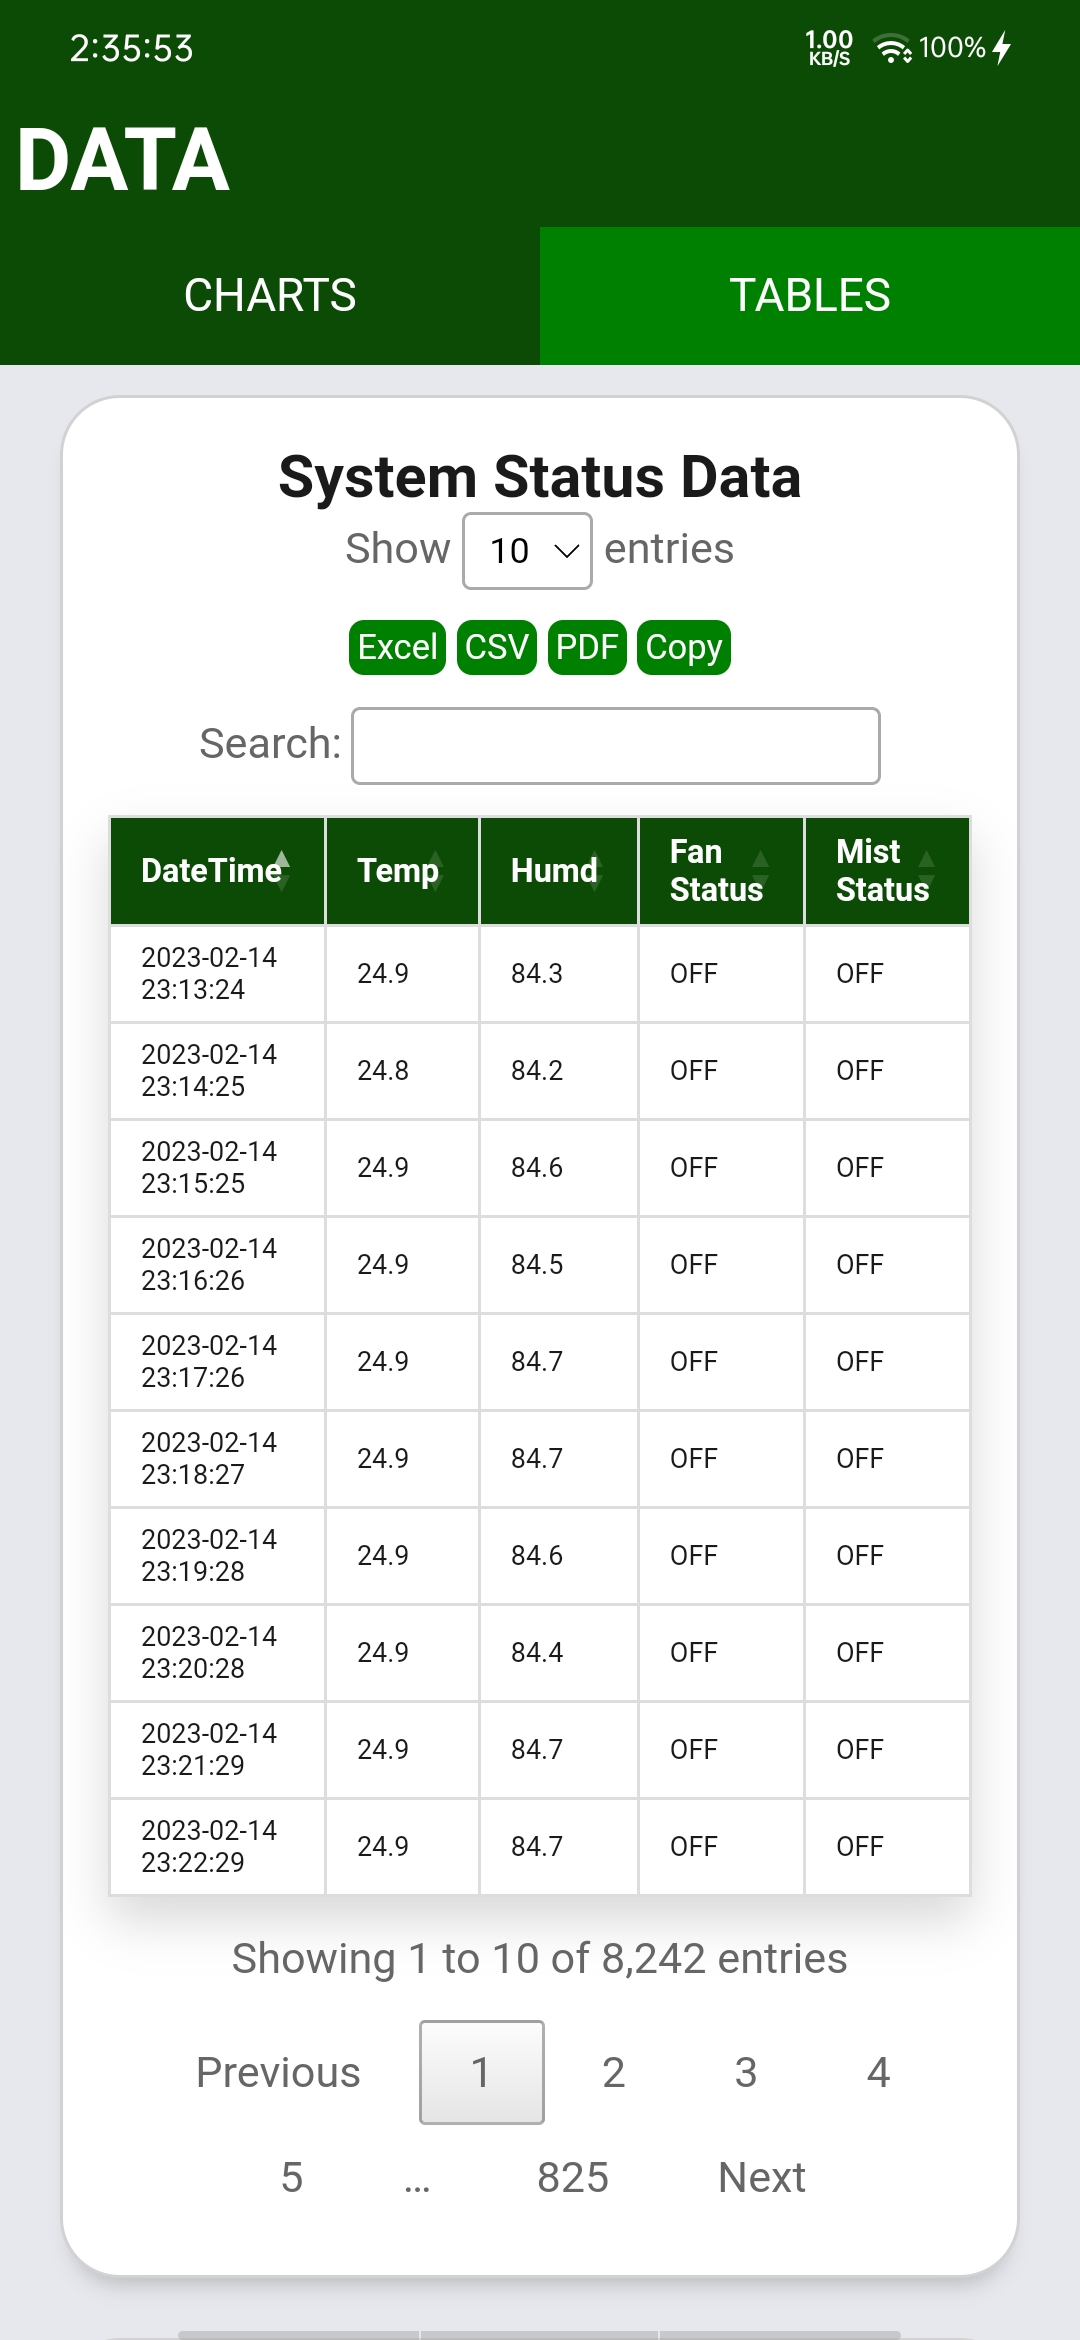 2:35:53 1.00 KB/S 100%
DATA
CHARTS TABLES
System Status Data
Show 10 entries
Excel CSV PDF Copy
Search:
DateTime Temp Humd Fan Status Mist Status
2023-02-14 23:13:24 24.9 84.3 OFF OFF
2023-02-14 23:14:25 24.8 84.2 OFF OFF
2023-02-14 23:15:25 24.9 84.6 OFF OFF
2023-02-14 23:16:26 24.9 84.5 OFF OFF
2023-02-14 23:17:26 24.9 84.7 OFF OFF
2023-02-14 23:18:27 24.9 84.7 OFF OFF
2023-02-14 23:19:28 24.9 84.6 OFF OFF
2023-02-14 23:20:28 24.9 84.4 OFF OFF
2023-02-14 23:21:29 24.9 84.7 OFF OFF
2023-02-14 23:22:29 24.9 84.7 OFF OFF
Showing 1 to 10 of 8,242 entries
Previous 1 2 3 4
5 ... 825 Next